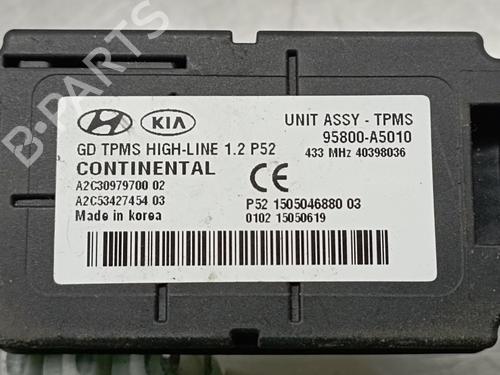 B-PARTS
HYUNDAI KIA
UNIT ASSY - TPMS
95800-A5010
GD TPMS HIGH-LINE 1.2 P52
433 MHz 40398036
CONTINENTAL
CE
A2C30979700 02
A2C53427454 03
P52 1505046880 03
Made in korea
0102 15050619